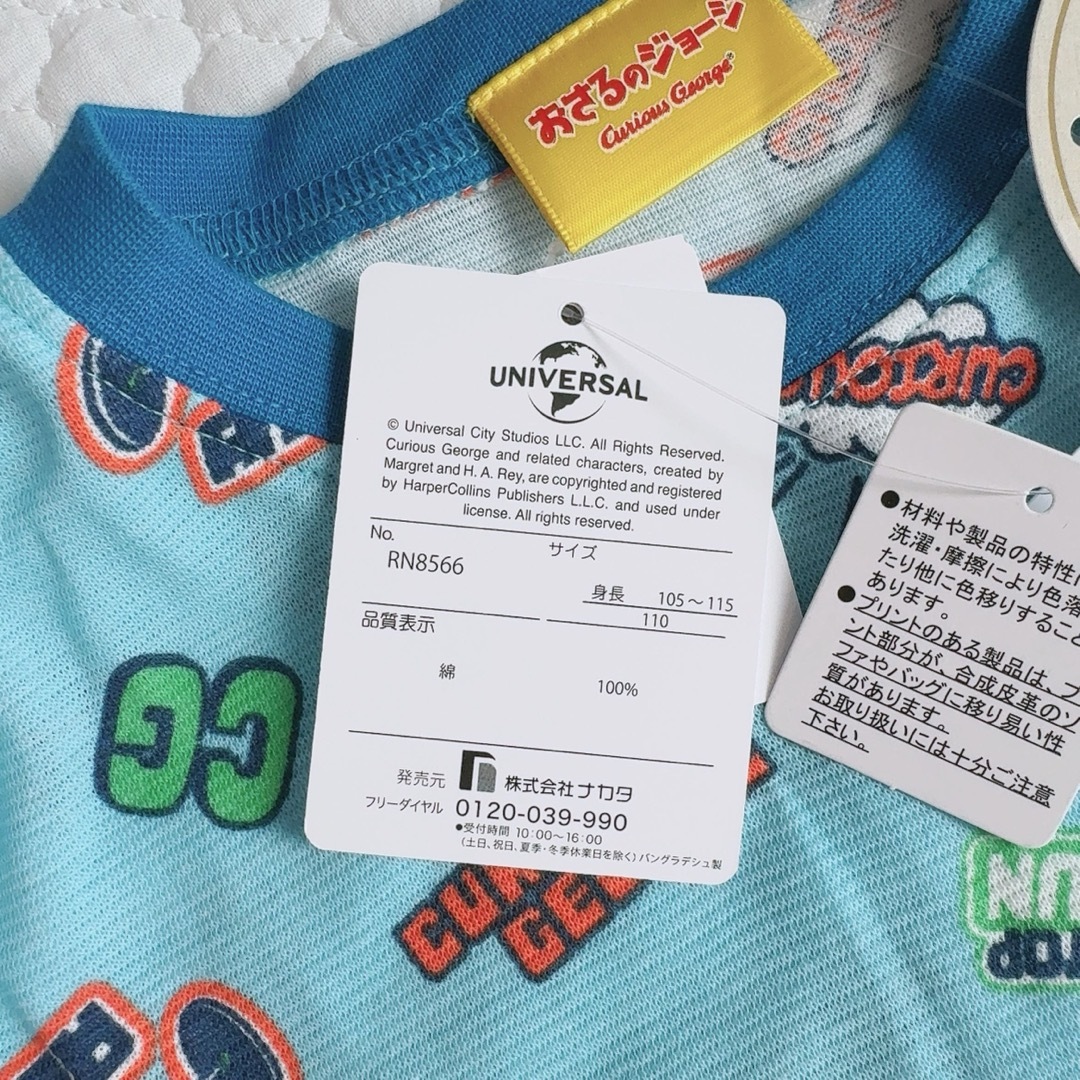 おさるのジョージ
Curious George®
UNIVERSAL
© Universal City Studios LLC. All Rights Reserved.
Curious George and related characters, created by
Margret and H. A. Rey, are copyrighted and registered
by HarperCollins Publishers L.L.C. and used under
license. All rights reserved.
No.
RN8566
サイズ
身長 105～115
110
品質表示
綿 100%
発売元 株式会社ナカタ
フリーダイヤル 0120-039-990
●受付時間 10:00～16:00
(土日、祝日、夏季・冬季休業日を除く) バングラデシュ製
●材料や製品の特性
洗濯・摩擦により色落
たり他に色移りすること
あります。
●プリントのある製品は、プ
ント部分が、合成皮革のソ
ファやバッグに移り易い性
質があります。
お取り扱いには十分ご注意
下さい。
CURIOUS
GG
CUR
GE